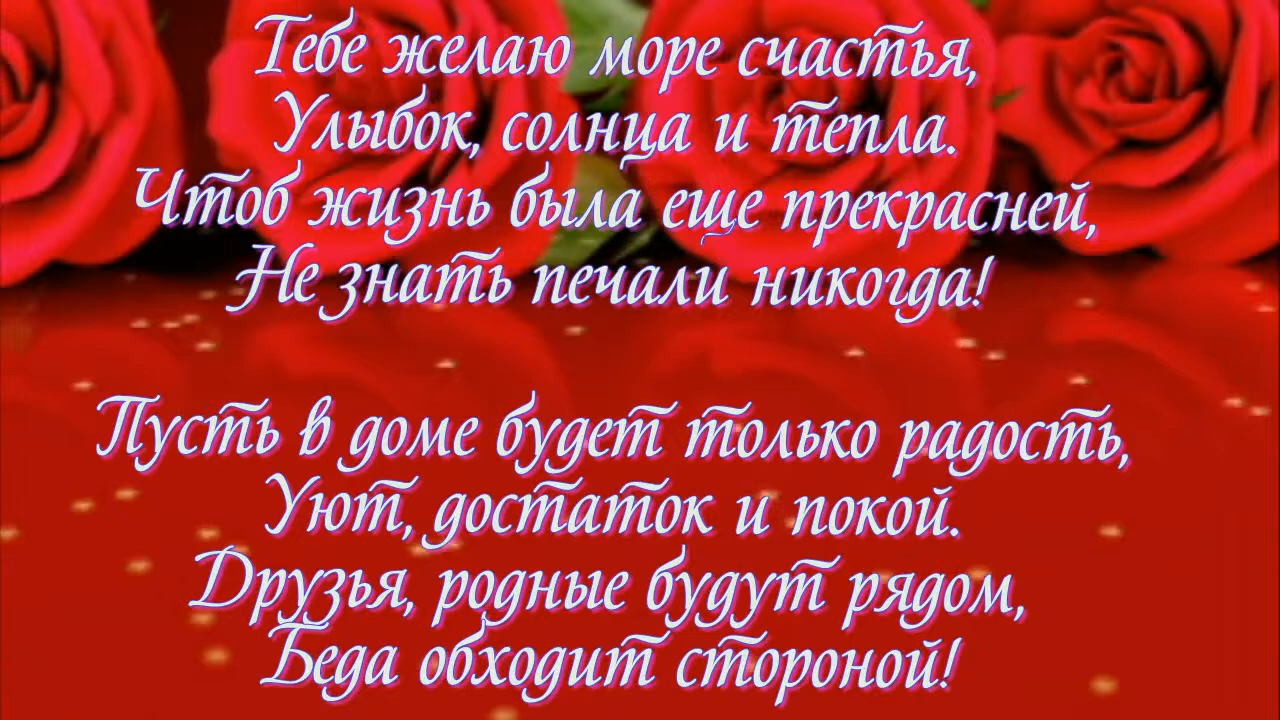 Тебе желаю море счастья,
Улыбок, солнца и тепла.
Чтоб жизнь была еще прекрасней,
Не знать печали никогда!
Пусть в доме будет только радость,
Уют, достаток и покой.
Друзья, родные будут рядом,
Беда обходит стороной!